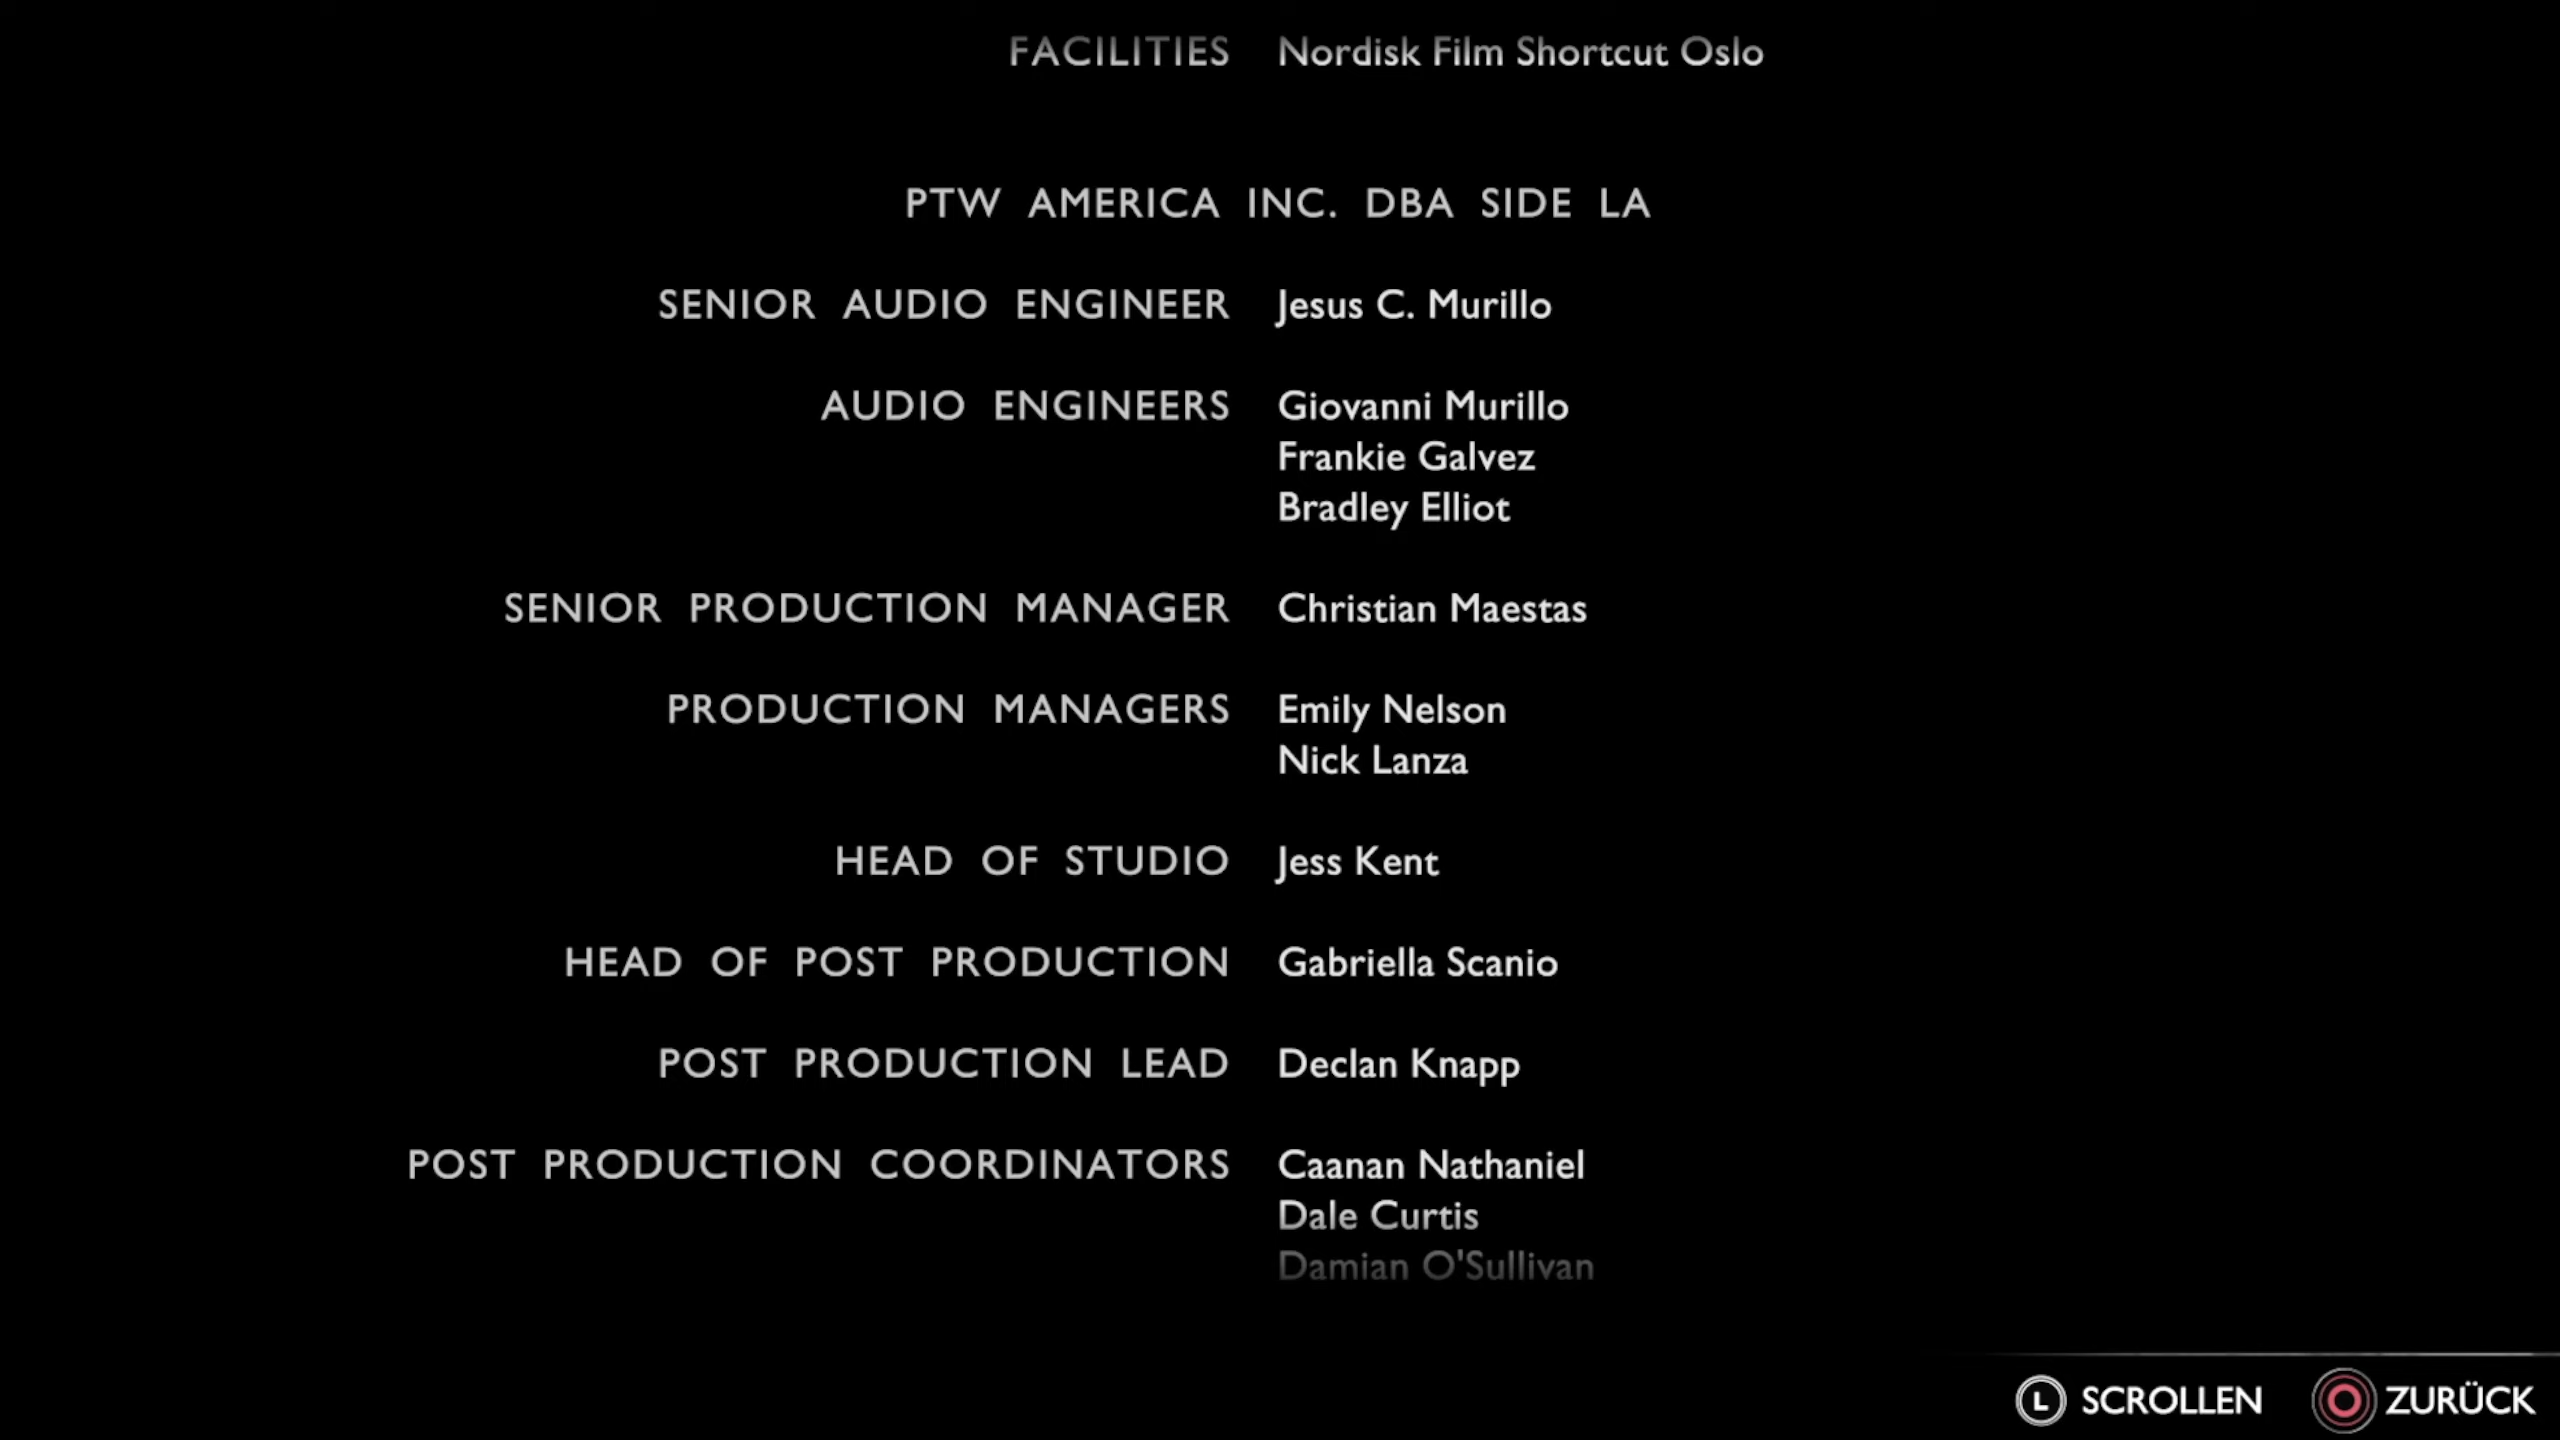 FACILITIES Nordisk Film Shortcut Oslo
PTW AMERICA INC. DBA SIDE LA
SENIOR AUDIO ENGINEER Jesus C. Murillo
AUDIO ENGINEERS Giovanni Murillo
Frankie Galvez
Bradley Elliot
SENIOR PRODUCTION MANAGER Christian Maestas
PRODUCTION MANAGERS Emily Nelson
Nick Lanza
HEAD OF STUDIO Jess Kent
HEAD OF POST PRODUCTION Gabriella Scanio
POST PRODUCTION LEAD Declan Knapp
POST PRODUCTION COORDINATORS Caanan Nathaniel
Dale Curtis
Damian O'Sullivan
L SCROLLEN ZURÜCK